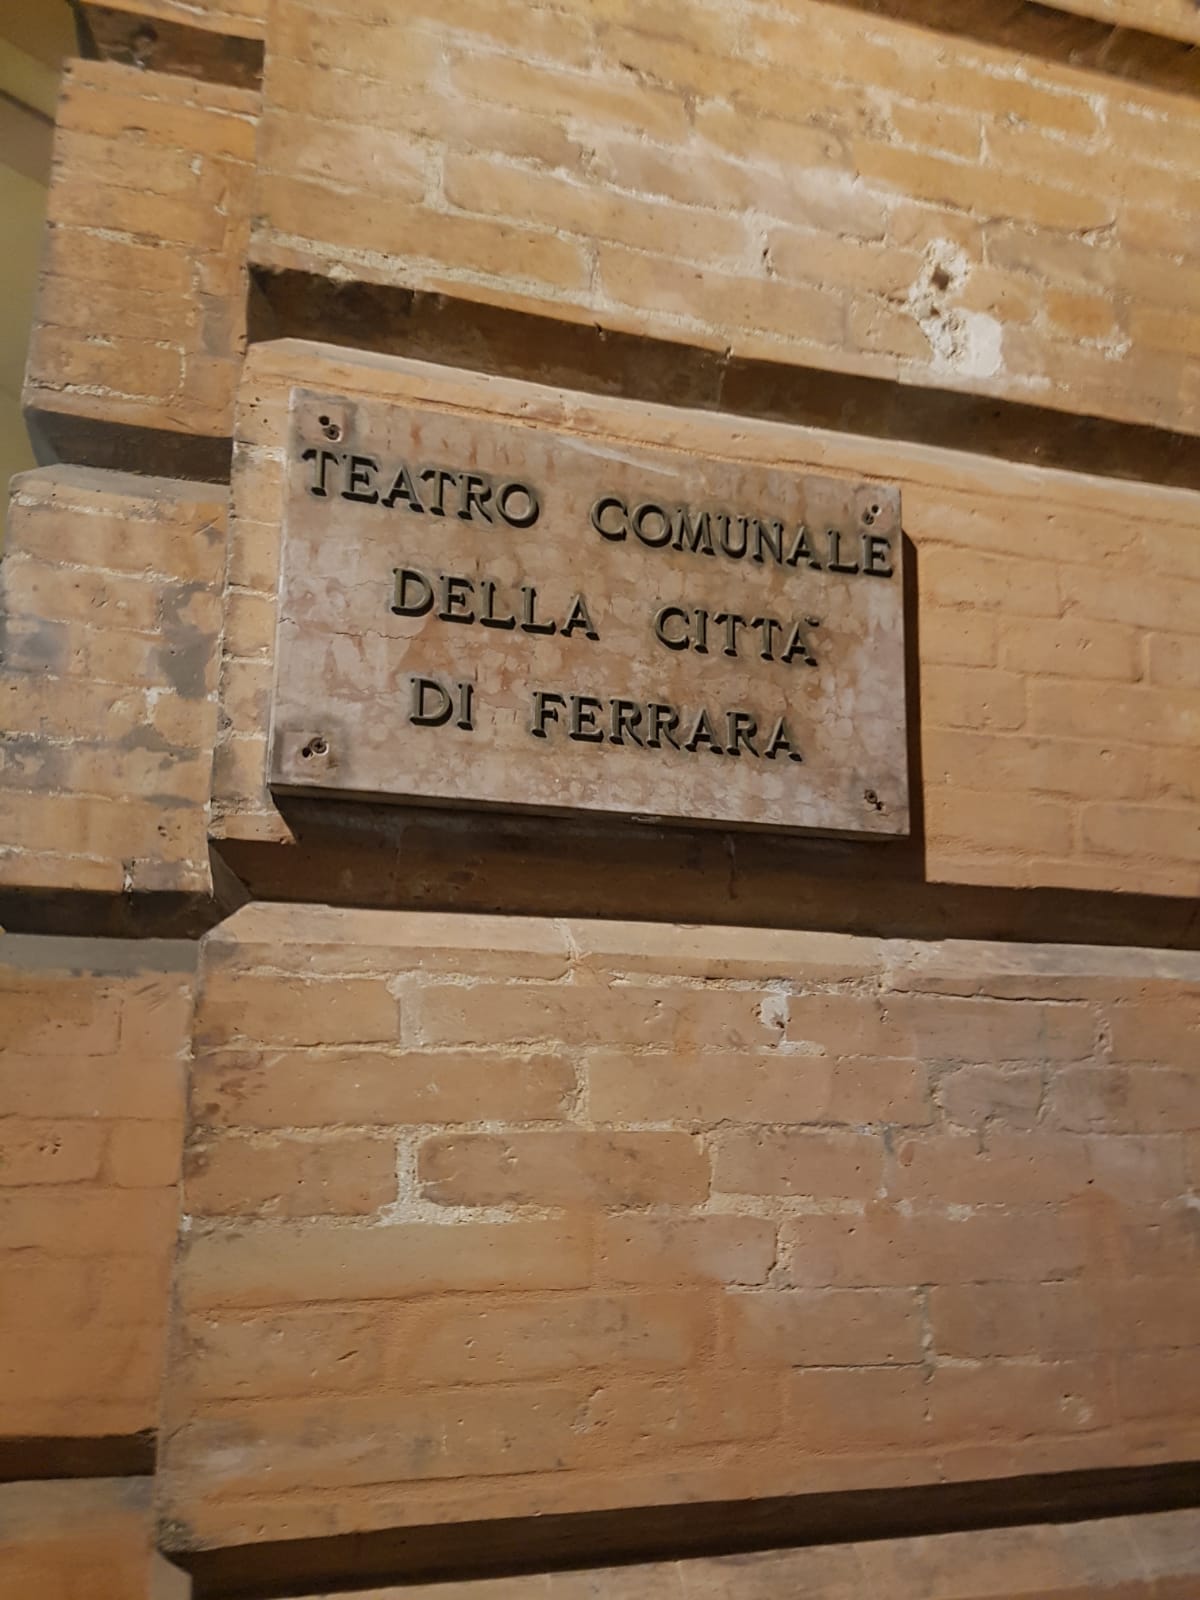 TEATRO COMUNALE
DELLA CITTÀ
DI FERRARA